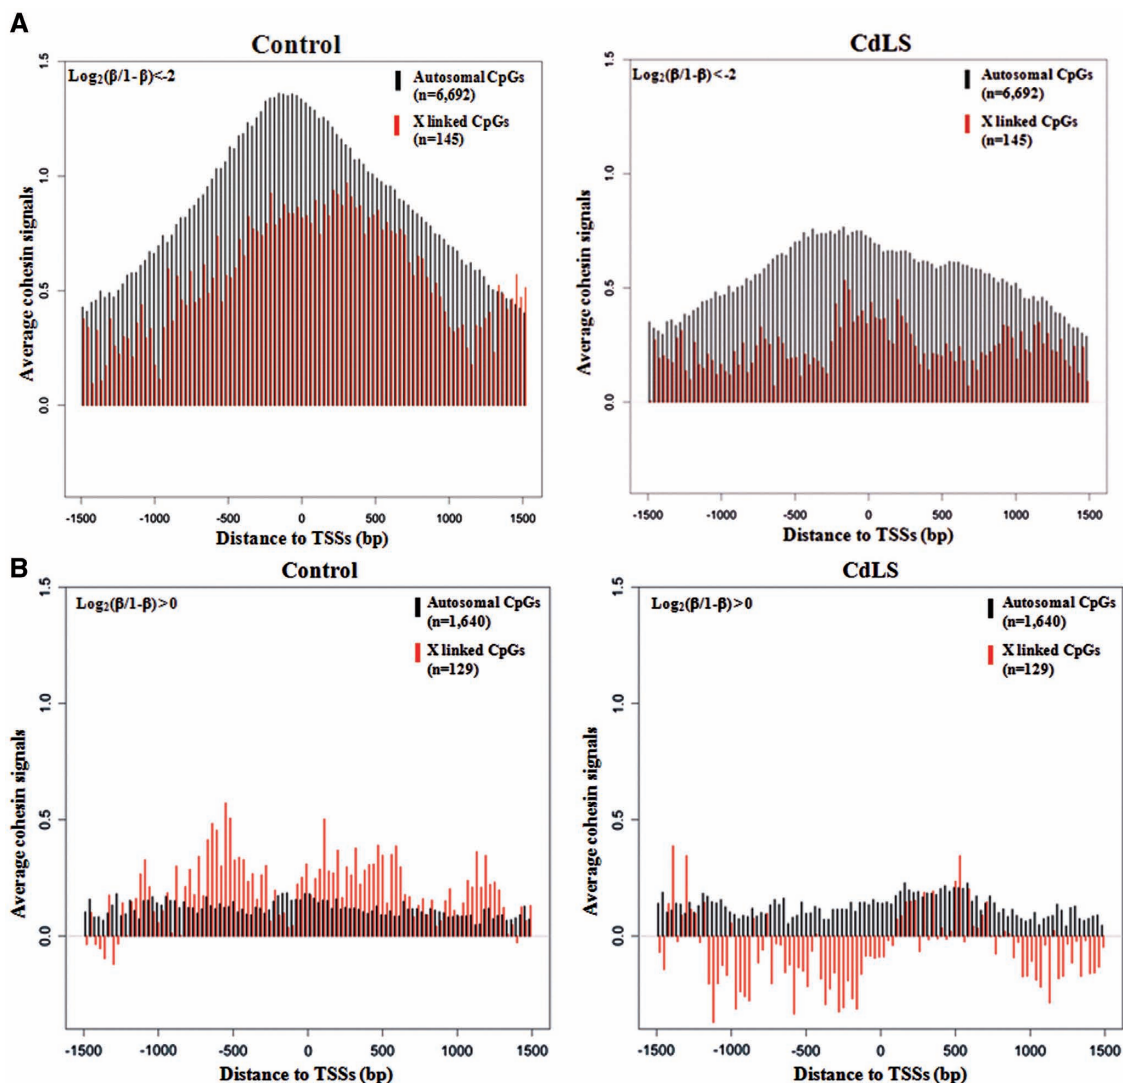 A
Control
Log2(β/1-β)<-2
Autosomal CpGs
(n=6,692)
X linked CpGs
(n=145)
Average cohesin signals
1.5
1.0
0.5
0.0
-1500 -1000 -500 0 500 1000 1500
Distance to TSSs (bp)
CdLS
Log2(β/1-β)<-2
Autosomal CpGs
(n=6,692)
X linked CpGs
(n=145)
Average cohesin signals
1.5
1.0
0.5
0.0
-1500 -1000 -500 0 500 1000 1500
Distance to TSSs (bp)
B
Control
Log2(β/1-β)>0
Autosomal CpGs
(n=1,640)
X linked CpGs
(n=129)
Average cohesin signals
1.5
1.0
0.5
0.0
-1500 -1000 -500 0 500 1000 1500
Distance to TSSs (bp)
CdLS
Log2(β/1-β)>0
Autosomal CpGs
(n=1,640)
X linked CpGs
(n=129)
Average cohesin signals
1.5
1.0
0.5
0.0
-1500 -1000 -500 0 500 1000 1500
Distance to TSSs (bp)